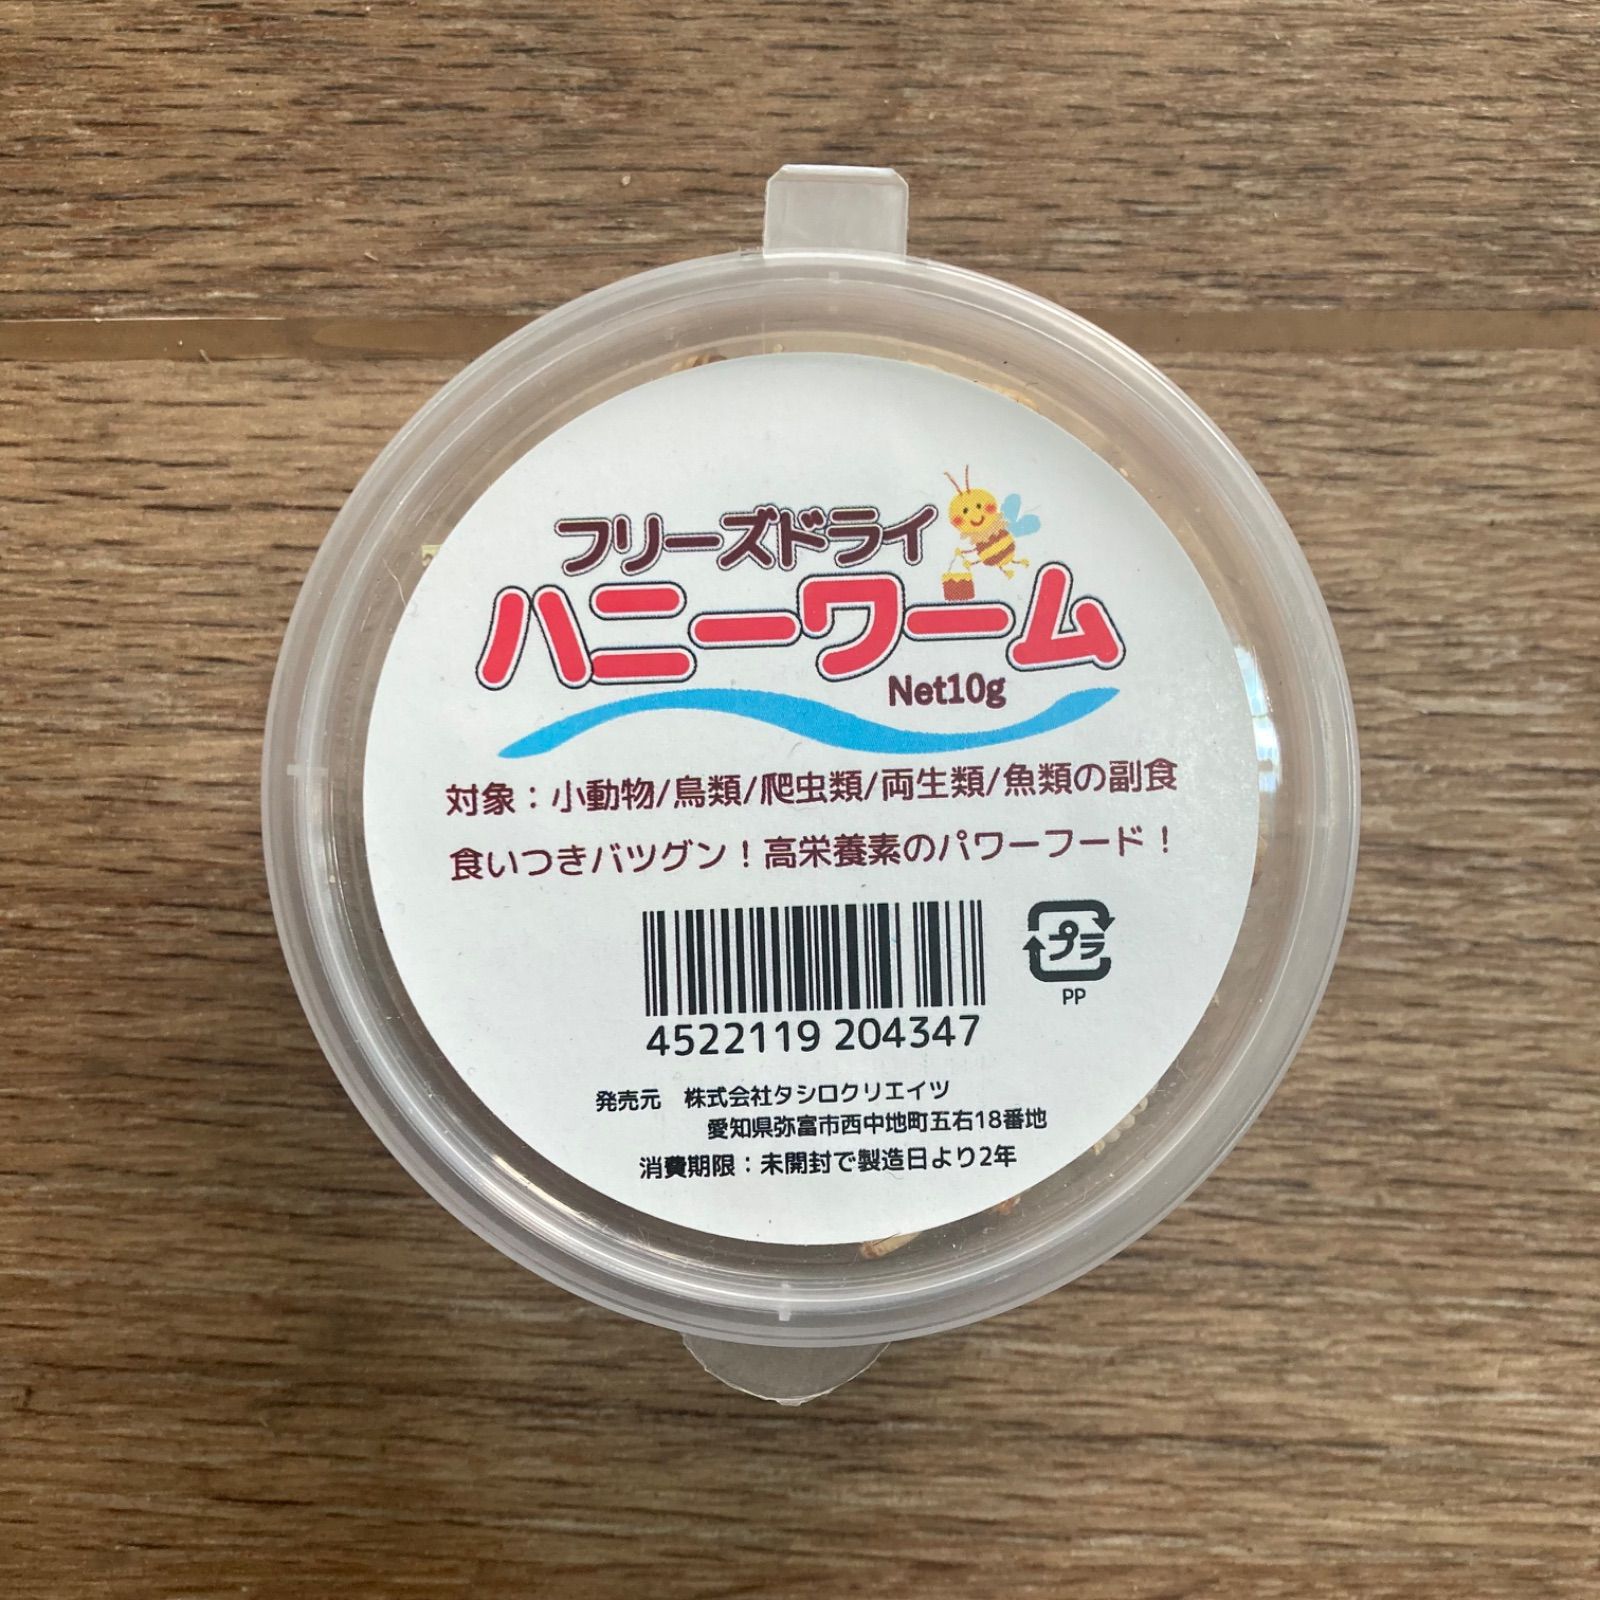 フリーズドライ
ハニーワーム
Net10g
対象：小動物/鳥類/爬虫類/両生類/魚類の副食
食いつきバツグン！高栄養素のパワーフード！
プラ
PP
4522119 204347
発売元 株式会社タシロクリエイツ
愛知県弥富市西中地町五右18番地
消費期限：未開封で製造日より2年